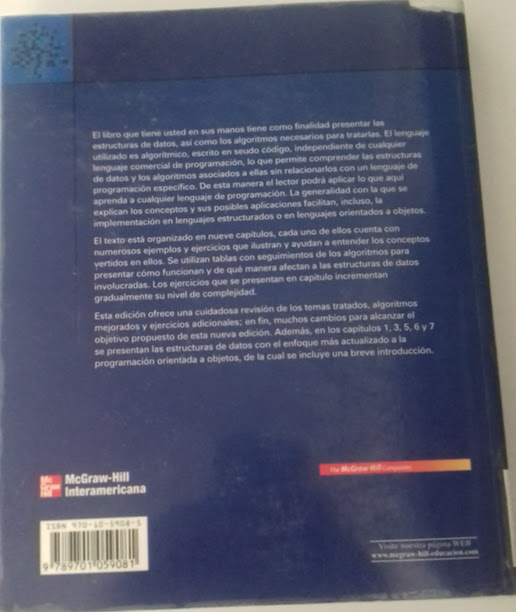 El libro que tiene usted en sus manos tiene como finalidad presentar las
estructuras de datos, así como los algoritmos necesarios para tratarlas. El lenguaje
utilizado es algorítmico, escrito en seudo código, independiente de cualquier
lenguaje comercial de programación, lo que permite comprender las estructuras
de datos y los algoritmos asociados a ellas sin relacionarlos con un lenguaje de
programación específico. De esta manera el lector podrá aplicar lo que aquí
aprenda a cualquier lenguaje de programación. La generalidad con la que se
explican los conceptos y sus posibles aplicaciones facilitan, incluso, la
implementación en lenguajes estructurados o en lenguajes orientados a objetos.
El texto está organizado en nueve capítulos, cada uno de ellos cuenta con
numerosos ejemplos y ejercicios que ilustran y ayudan a entender los conceptos
vertidos en ellos. Se utilizan tablas con seguimientos de los algoritmos para
presentar cómo funcionan y de qué manera afectan a las estructuras de datos
involucradas. Los ejercicios que se presentan en capítulo incrementan
gradualmente su nivel de complejidad.
Esta edición ofrece una cuidadosa revisión de los temas tratados, algoritmos
mejorados y ejercicios adicionales; en fin, muchos cambios para alcanzar el
objetivo propuesto de esta nueva edición. Además, en los capítulos 1, 3, 5, 6 y 7
se presentan las estructuras de datos con el enfoque más actualizado a la
programación orientada a objetos, de la cual se incluye una breve introducción.
The McGraw-Hill Companies
Mc
Graw
Hill
McGraw-Hill
Interamericana
ISBN 970-10-5908-5
9 789701 059081
Visite nuestra página WEB
www.mcgraw-hill-educacion.com